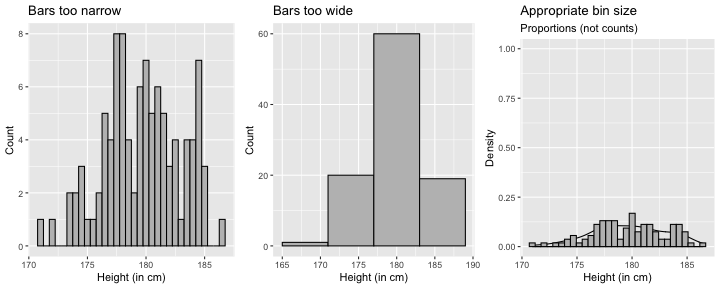 Bars too narrow
8
6
4
2
0
Count
170
175
180
185
Height (in cm)
Bars too wide
60
40
20
0
Count
165
170
175
180
185
190
Height (in cm)
Appropriate bin size
Proportions (not counts)
1.00
0.75
0.50
0.25
0.00
Density
170
175
180
185
Height (in cm)